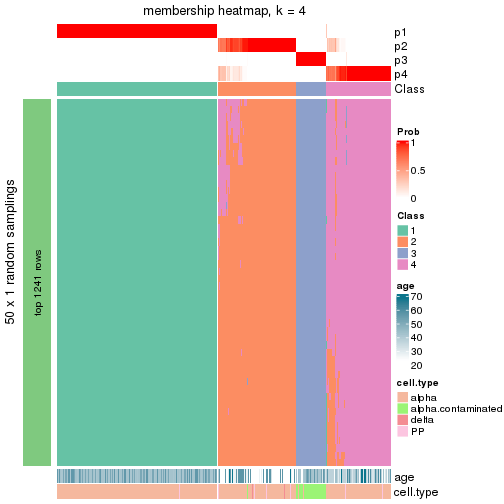 membership heatmap, k = 4
p1
p2
p3
p4
Class
50 x 1 random samplings
top 1241 rows
Prob
1
0.5
0
Class
1
2
3
4
age
70
60
50
40
30
20
cell.type
alpha
alpha.contaminated
delta
PP
age
cell.type